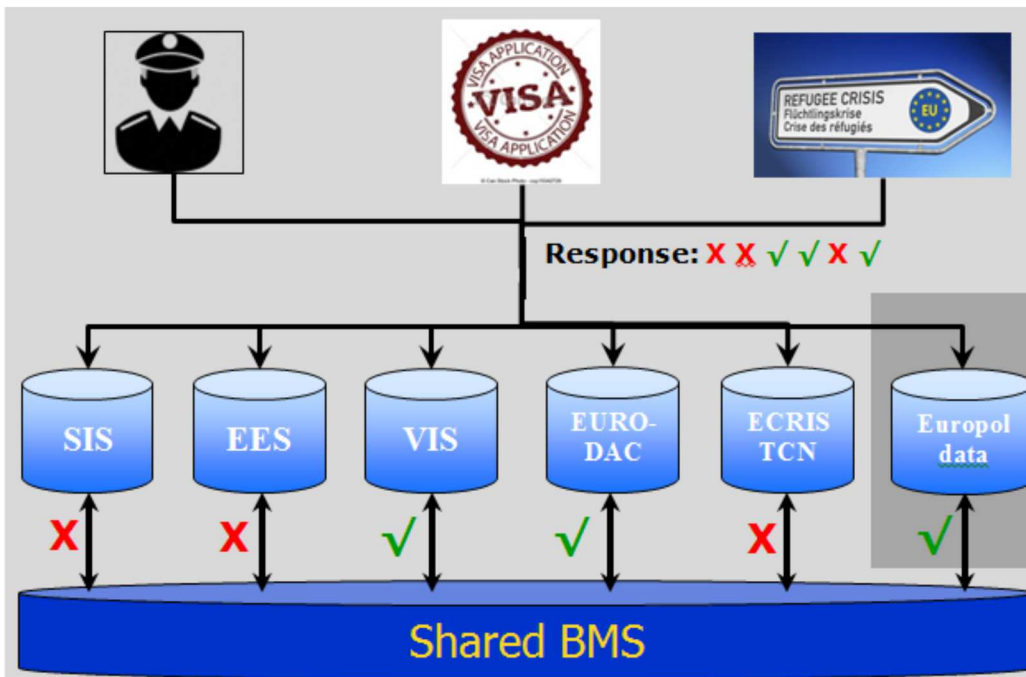 VISA APPLICATION
VISA
VISA APPLICATION
REFUGEE CRISIS
Flüchtlingskrise
Crise des réfugiés
EU
Response: X X √ √ X √
SIS
EES
VIS
EURO-
DAC
ECRIS
TCN
Europol
data
X
X
√
√
X
√
Shared BMS